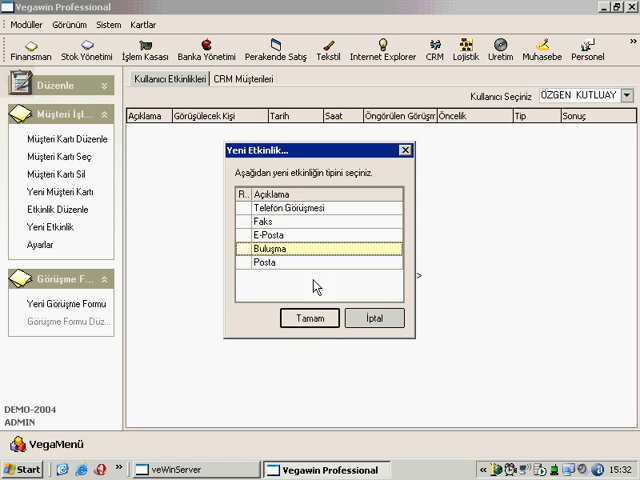 Vegawin Professional
Modüller Görünüm Sistem Kartlar
Finansman Stok Yönetimi İşlem Kasası Banka Yönetimi Perakende Satış Tekstil Internet Explorer CRM Lojistik Üretim Muhasebe Personel
Düzenle
Müşteri İşl...
Müşteri Kartı Düzenle
Müşteri Kartı Seç
Müşteri Kartı Sil
Yeni Müşteri Kartı
Etkinlik Düzenle
Yeni Etkinlik
Ayarlar
Görüşme F...
Yeni Görüşme Formu
Görüşme Formu Düz...
DEMO-2004
ADMIN
Kullanıcı Etkinlikleri CRM Müşterileri
Kullanıcı Seçiniz ÖZGEN KUTLUAY
Açıklama Görüşülecek Kişi Tarih Saat Öngörülen Görüşm Öncelik Tip Sonuç
Yeni Etkinlik...
Aşağıdan yeni etkinliğin tipini seçiniz.
R.. Açıklama
Telefon Görüşmesi
Faks
E-Posta
Buluşma
Posta
Tamam İptal
VegaMenü
Start veWinServer Vegawin Professional 15:32